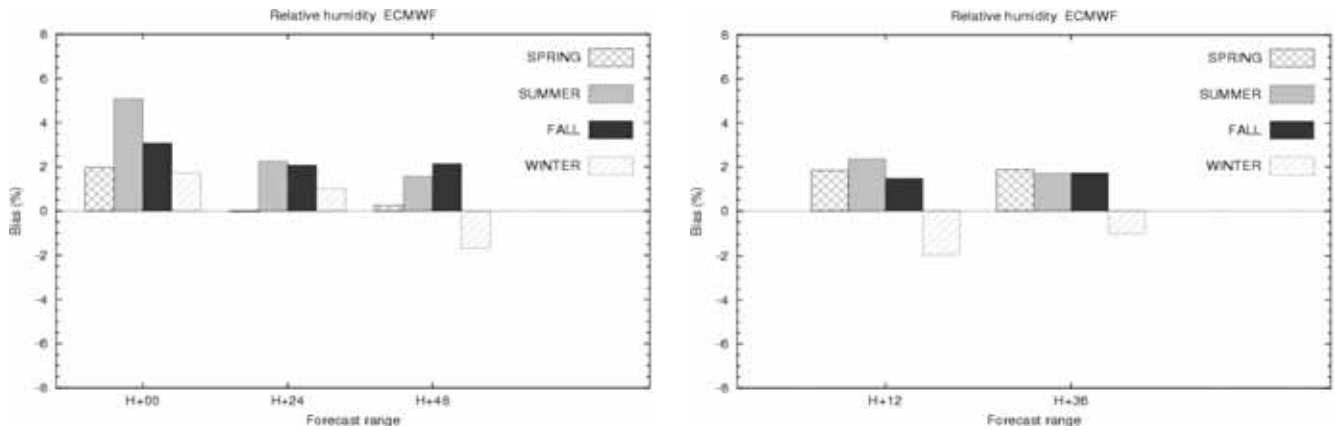 Relative humidity ECMWF
8
6
4
2
0
-2
-4
-6
-8
Bias (%)
SPRING
SUMMER
FALL
WINTER
H+00 H+24 H+48
Forecast range
Relative humidity ECMWF
8
6
4
2
0
-2
-4
-6
-8
Bias (%)
SPRING
SUMMER
FALL
WINTER
H+12 H+36
Forecast range